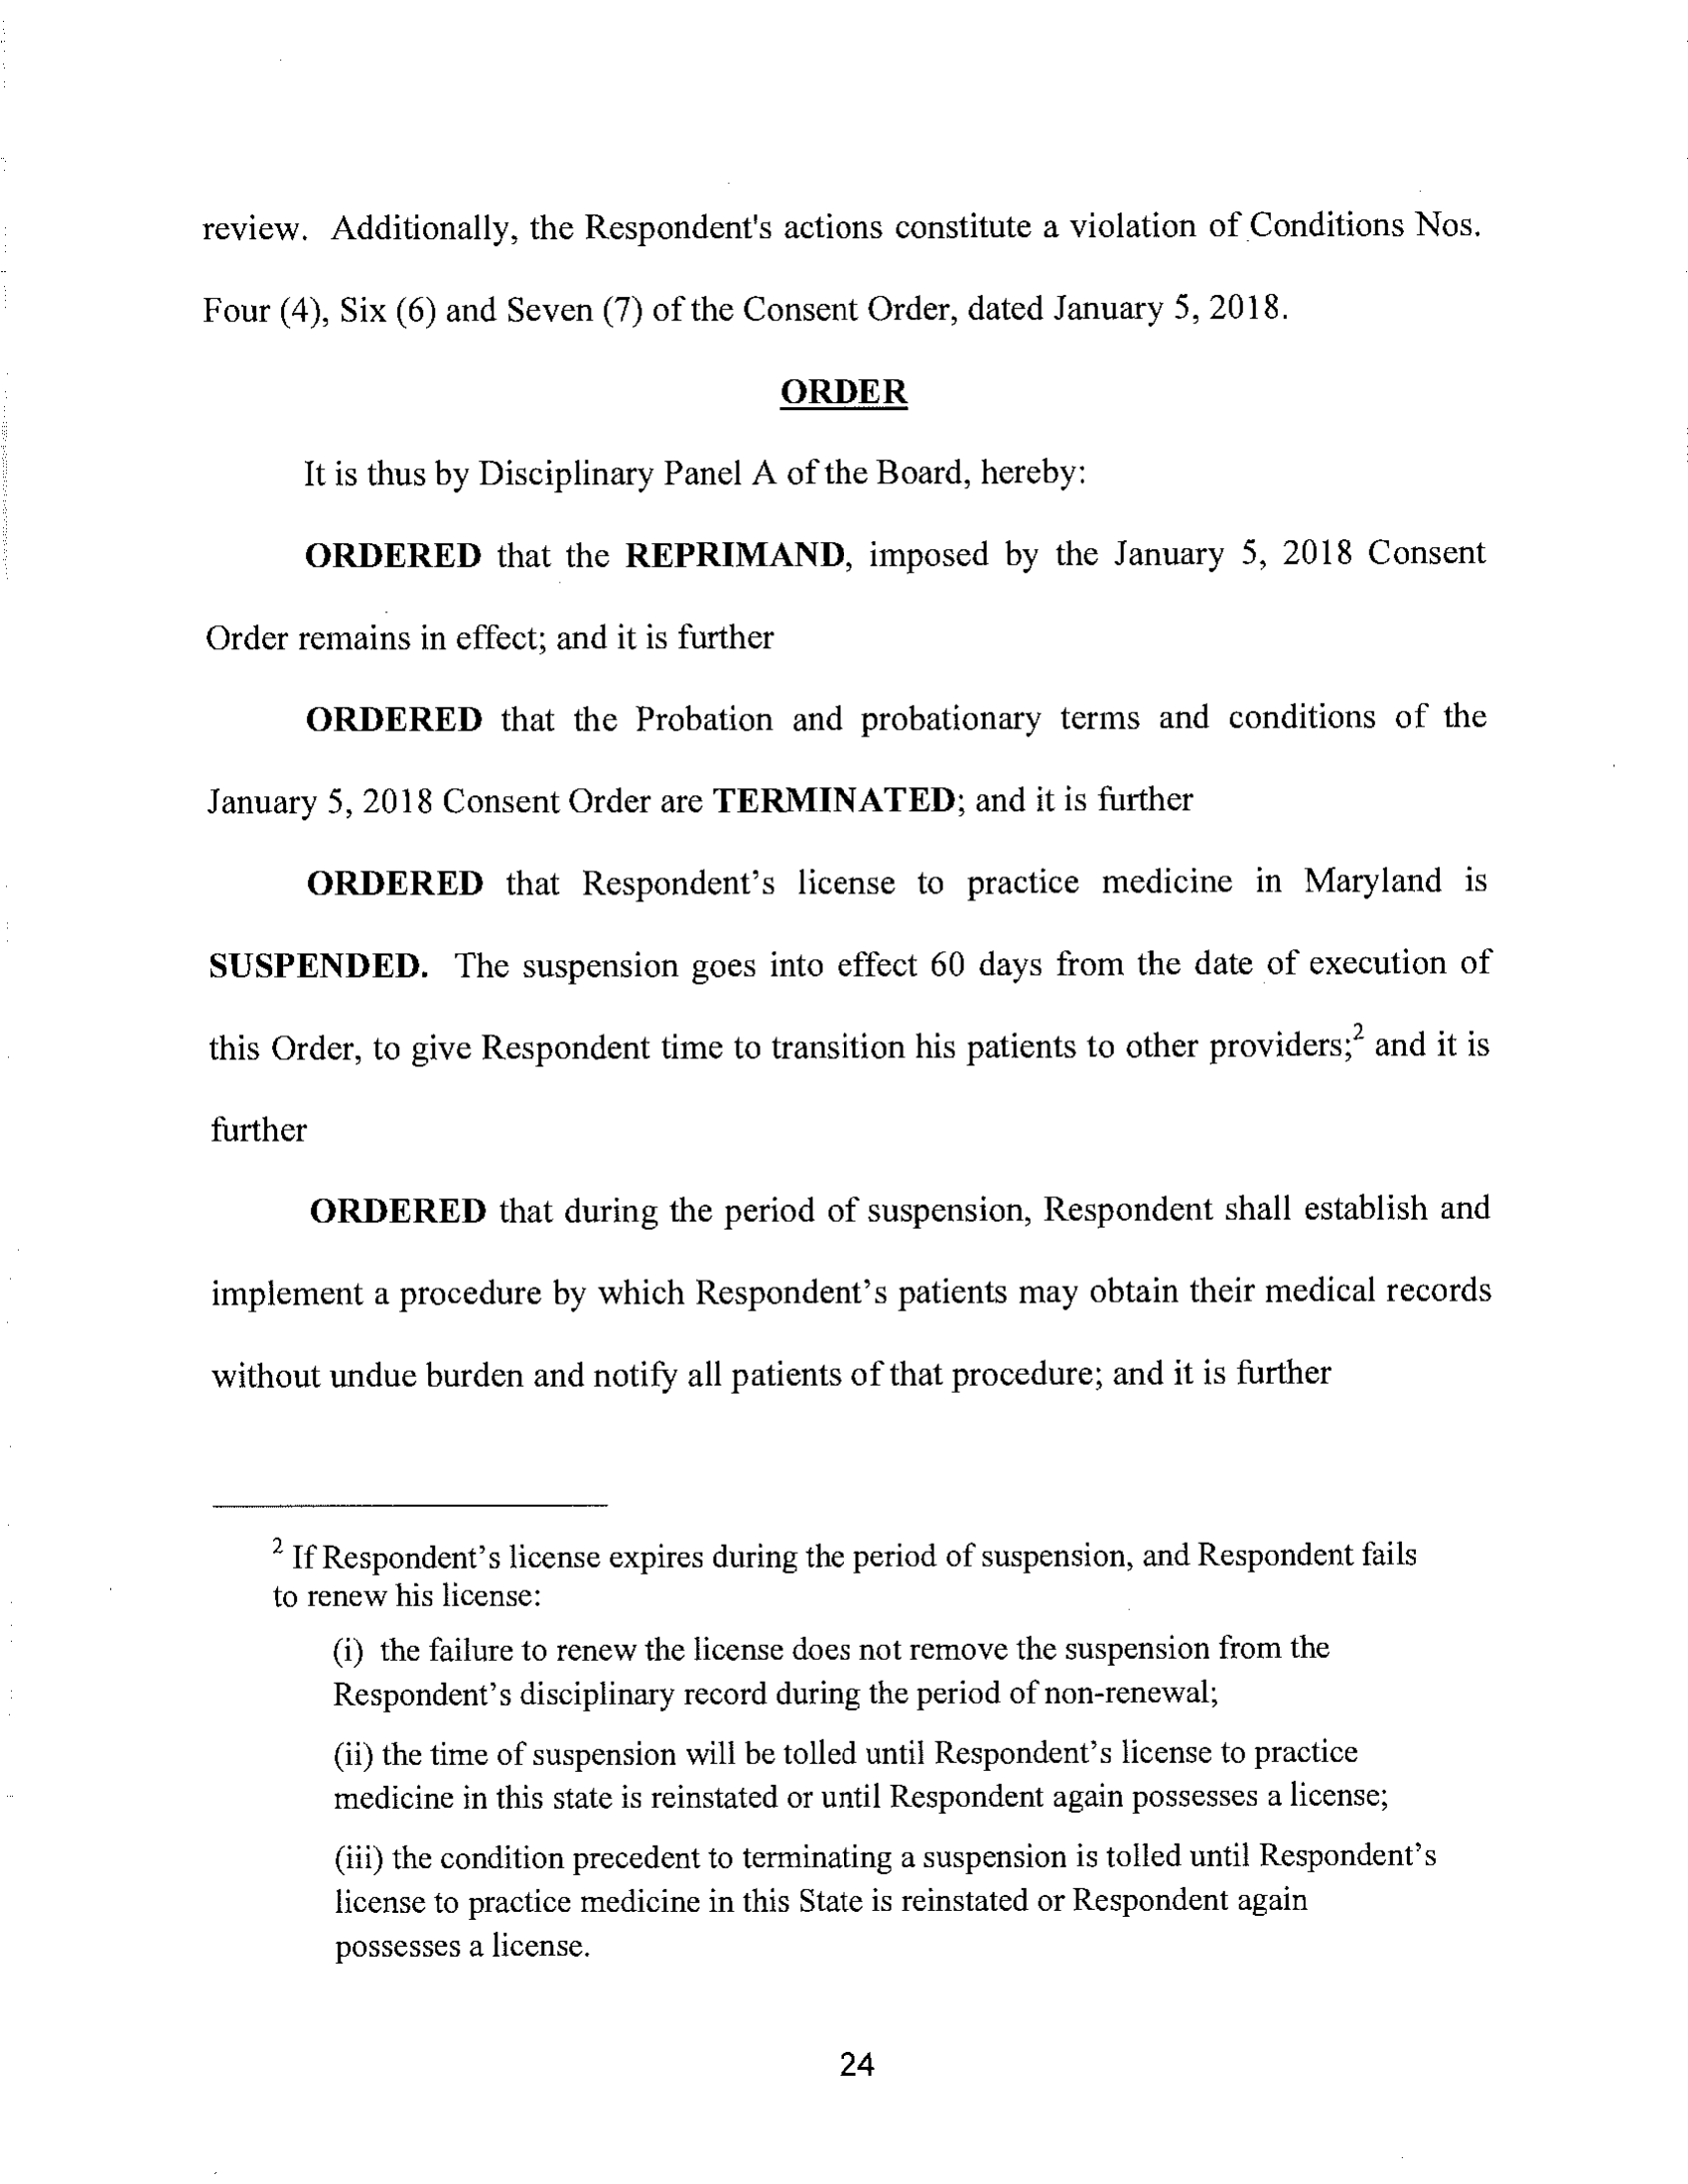 review. Additionally, the Respondent's actions constitute a violation of Conditions Nos.
Four (4), Six (6) and Seven (7) of the Consent Order, dated January 5, 2018.
ORDER
It is thus by Disciplinary Panel A of the Board, hereby:
ORDERED that the REPRIMAND, imposed by the January 5, 2018 Consent
Order remains in effect; and it is further
ORDERED that the Probation and probationary terms and conditions of the
January 5, 2018 Consent Order are TERMINATED; and it is further
ORDERED that Respondent’s license to practice medicine in Maryland is
SUSPENDED. The suspension goes into effect 60 days from the date of execution of
this Order, to give Respondent time to transition his patients to other providers;² and it is
further
ORDERED that during the period of suspension, Respondent shall establish and
implement a procedure by which Respondent’s patients may obtain their medical records
without undue burden and notify all patients of that procedure; and it is further
² If Respondent’s license expires during the period of suspension, and Respondent fails
to renew his license:
(i) the failure to renew the license does not remove the suspension from the
Respondent’s disciplinary record during the period of non-renewal;
(ii) the time of suspension will be tolled until Respondent’s license to practice
medicine in this state is reinstated or until Respondent again possesses a license;
(iii) the condition precedent to terminating a suspension is tolled until Respondent’s
license to practice medicine in this State is reinstated or Respondent again
possesses a license.
24